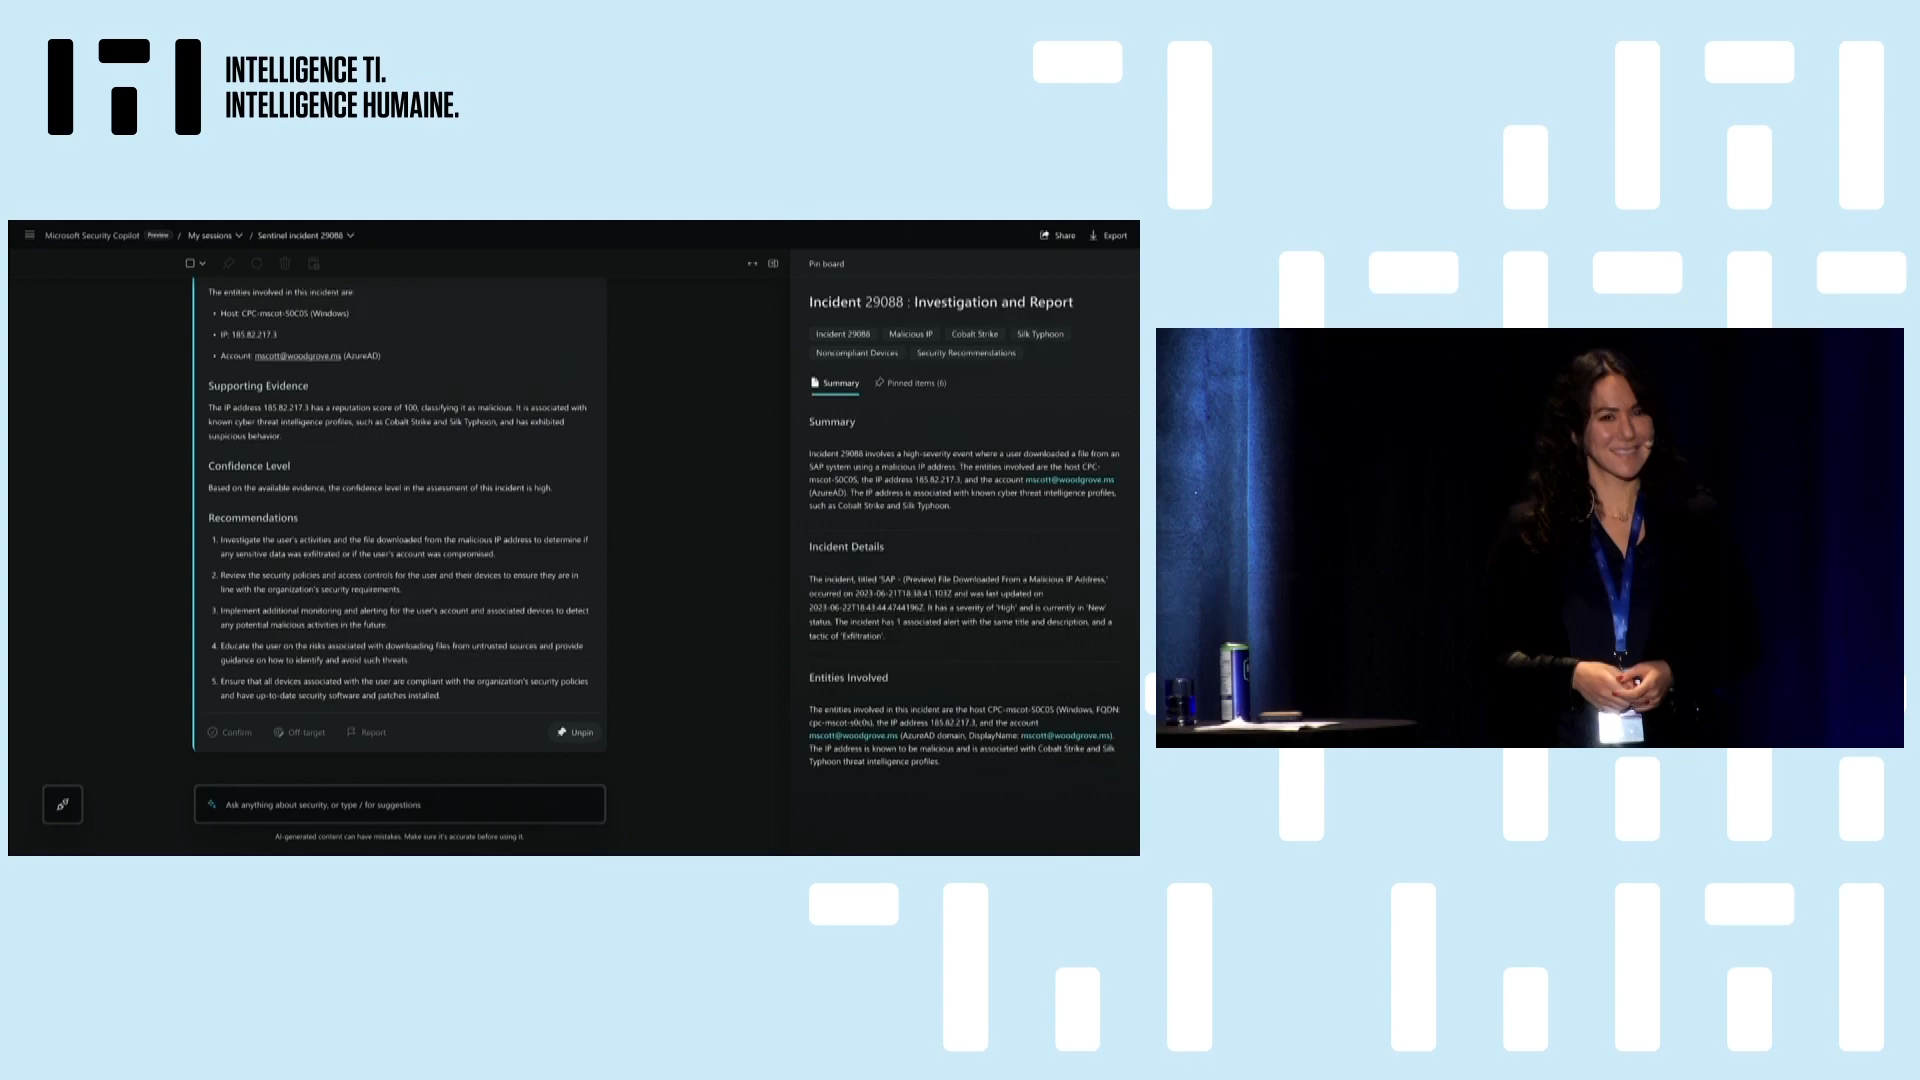 INTELLIGENCE TI.
INTELLIGENCE HUMAINE.
Microsoft Security Copilot Preview / My sessions / Sentinel incident 29088
Share Export
The entities involved in this incident are:
• Host: CPC-mscot-S0C05 (Windows)
• IP: 185.82.217.3
• Account: mscott@woodgrove.ms (AzureAD)
Supporting Evidence
The IP address 185.82.217.3 has a reputation score of 100, classifying it as malicious. It is associated with
known cyber threat intelligence profiles, such as Cobalt Strike and Silk Typhoon, and has exhibited
suspicious behavior.
Confidence Level
Based on the available evidence, the confidence level in the assessment of this incident is high.
Recommendations
1. Investigate the user's activities and the file downloaded from the malicious IP address to determine if
any sensitive data was exfiltrated or if the user's account was compromised.
2. Review the security policies and access controls for the user and their devices to ensure they are in
line with the organization's security requirements.
3. Implement additional monitoring and alerting for the user's account and associated devices to detect
any potential malicious activities in the future.
4. Educate the user on the risks associated with downloading files from untrusted sources and provide
guidance on how to identify and avoid such threats.
5. Ensure that all devices associated with the user are compliant with the organization's security policies
and have up-to-date security software and patches installed.
Confirm Off-target Report Unpin
Ask anything about security, or type / for suggestions
AI-generated content can have mistakes. Make sure it's accurate before using it.
Pin board
Incident 29088 : Investigation and Report
Incident 29088 Malicious IP Cobalt Strike Silk Typhoon
Noncompliant Devices Security Recommendations
Summary Pinned items (6)
Summary
Incident 29088 involves a high-severity event where a user downloaded a file from an
SAP system using a malicious IP address. The entities involved are the host CPC-
mscot-S0C05, the IP address 185.82.217.3, and the account mscott@woodgrove.ms
(AzureAD). The IP address is associated with known cyber threat intelligence profiles,
such as Cobalt Strike and Silk Typhoon.
Incident Details
The incident, titled 'SAP - (Preview) File Downloaded From a Malicious IP Address,'
occurred on 2023-06-21T18:38:41.103Z and was last updated on
2023-06-22T18:43:44.4744196Z. It has a severity of 'High' and is currently in 'New'
status. The incident has 1 associated alert with the same title and description, and a
tactic of 'Exfiltration'.
Entities Involved
The entities involved in this incident are the host CPC-mscot-S0C05 (Windows, FQDN:
cpc-mscot-s0c0s), the IP address 185.82.217.3, and the account
mscott@woodgrove.ms (AzureAD domain, DisplayName: mscott@woodgrove.ms).
The IP address is known to be malicious and is associated with Cobalt Strike and Silk
Typhoon threat intelligence profiles.